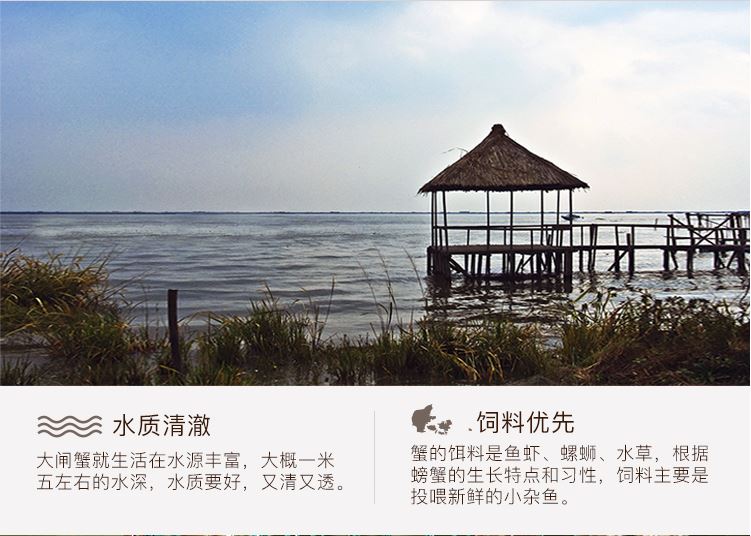 水质清澈
大闸蟹就生活在水源丰富，大概一米
五左右的水深，水质要好，又清又透。
饲料优先
蟹的饵料是鱼虾、螺蛳、水草，根据
螃蟹的生长特点和习性，饲料主要是
投喂新鲜的小杂鱼。